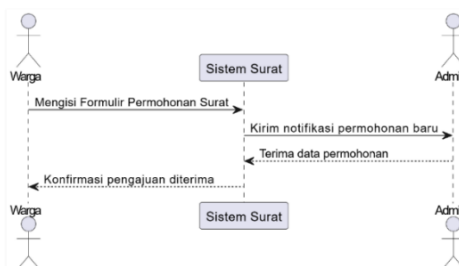 Warga
Sistem Surat
Mengisi Formulir Permohonan Surat
Kirim notifikasi permohonan baru
Terima data permohonan
Konfirmasi pengajuan diterima
Warga
Sistem Surat